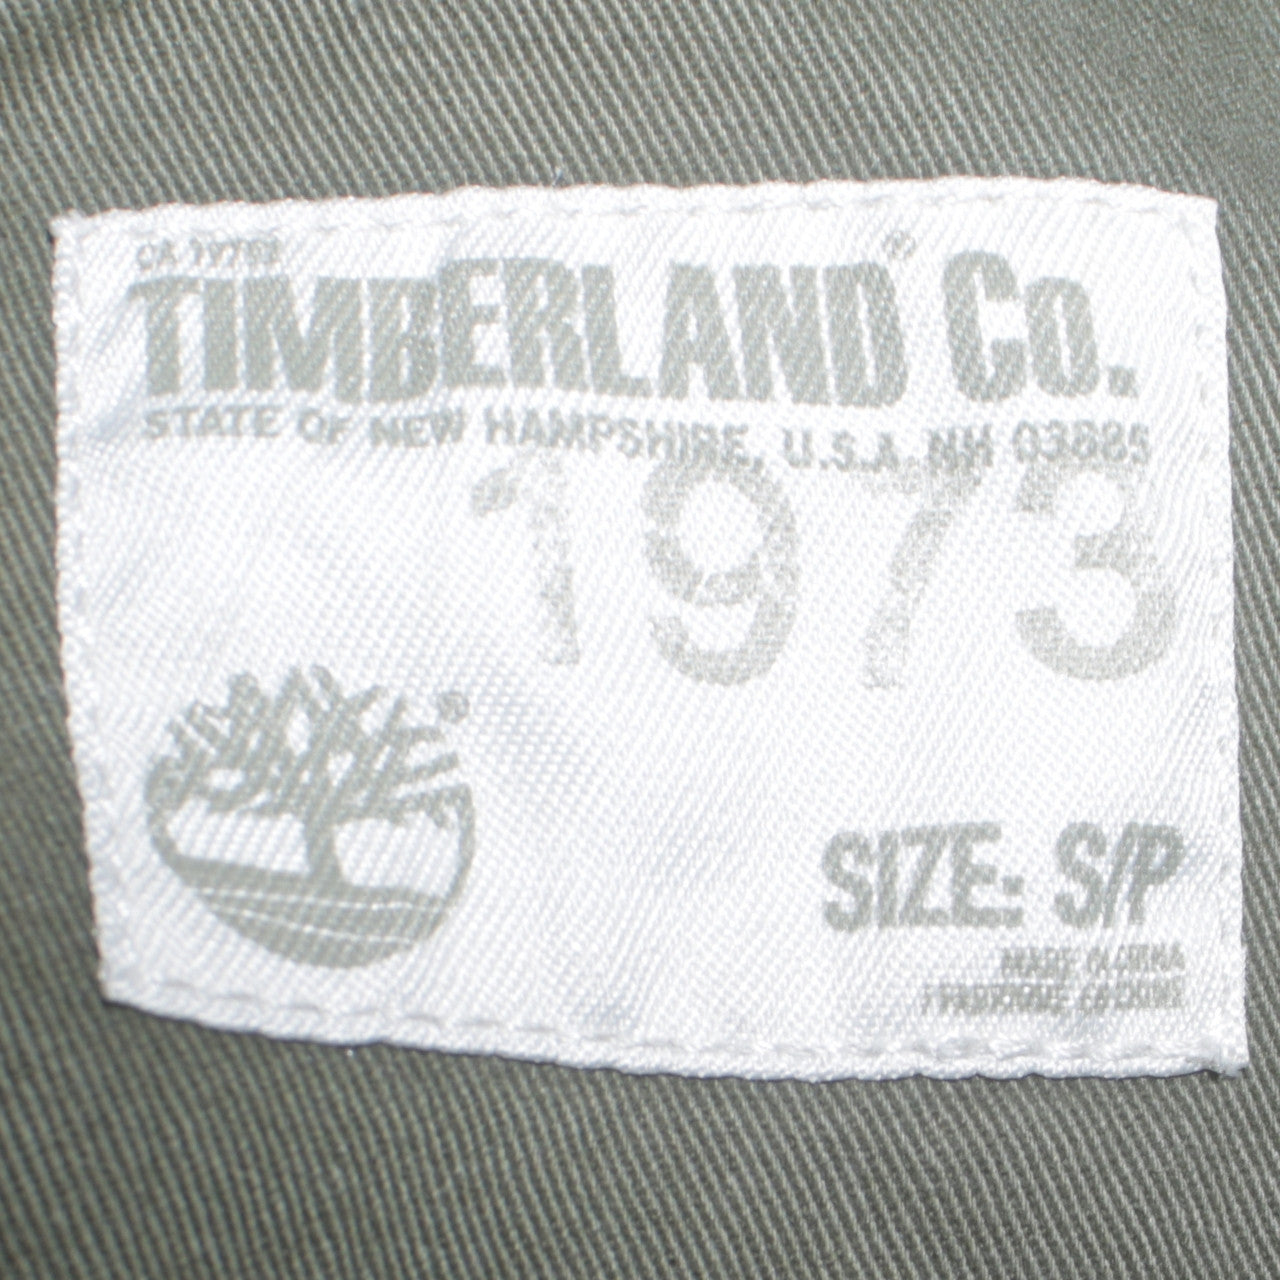 TIMBERLAND® Co.
STATE OF NEW HAMPSHIRE, U.S.A. NH 03885
1973
®
SIZE: S/P
MADE IN CHINA